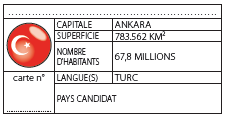 CAPITALE ANKARA
SUPERFICIE 783.562 KM²
NOMBRE D'HABITANTS 67,8 MILLIONS
carte n° LANGUE(S) TURC
PAYS CANDIDAT